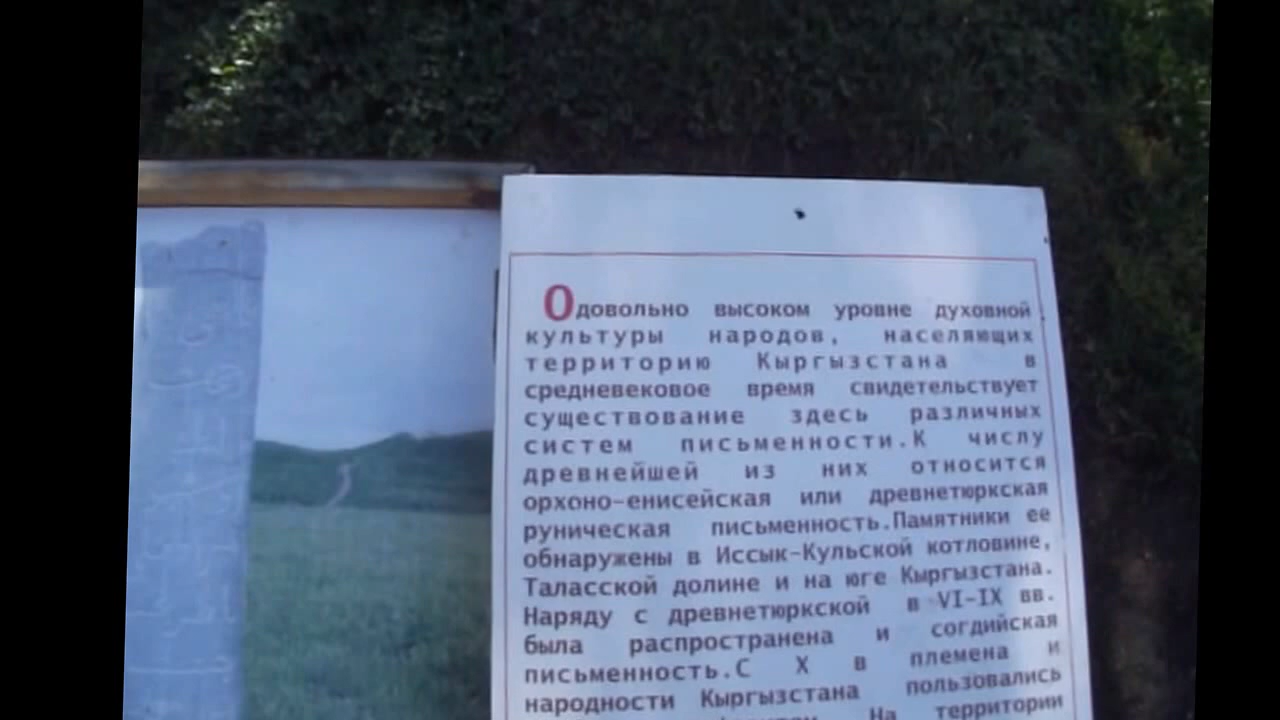 О довольно высоком уровне духовной
культуры народов, населяющих
территорию Кыргызстана в
средневековое время свидетельствует
существование здесь различных
систем письменности.К числу
древнейшей из них относится
орхоно-енисейская или древнетюркская
руническая письменность.Памятники ее
обнаружены в Иссык-Кульской котловине,
Таласской долине и на юге Кыргызстана.
Наряду с древнетюркской в VI-IX вв.
была распространена и согдийская
письменность.С X в племена и
народности Кыргызстана пользовались
На территории